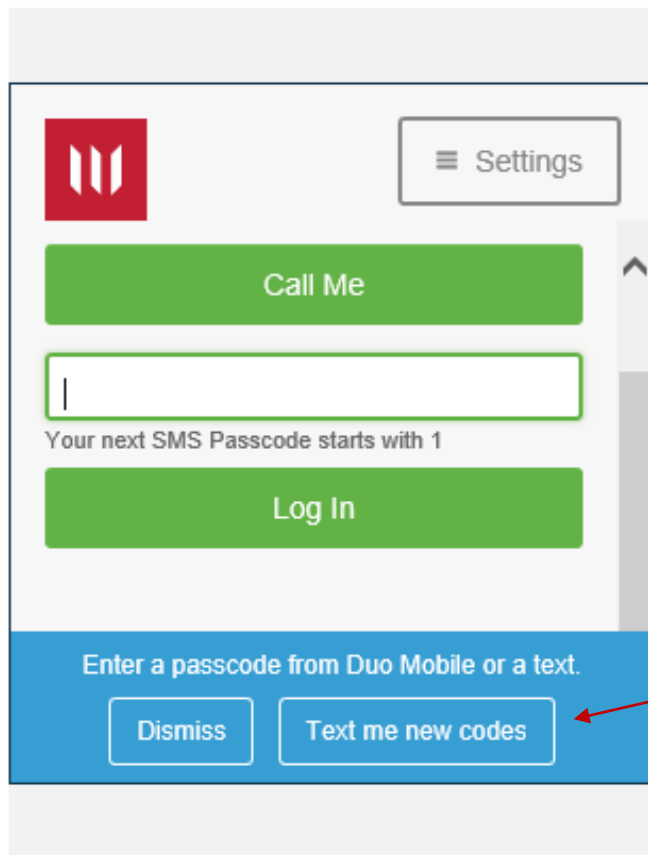 Settings
Call Me
Your next SMS Passcode starts with 1
Log In
Enter a passcode from Duo Mobile or a text.
Dismiss Text me new codes